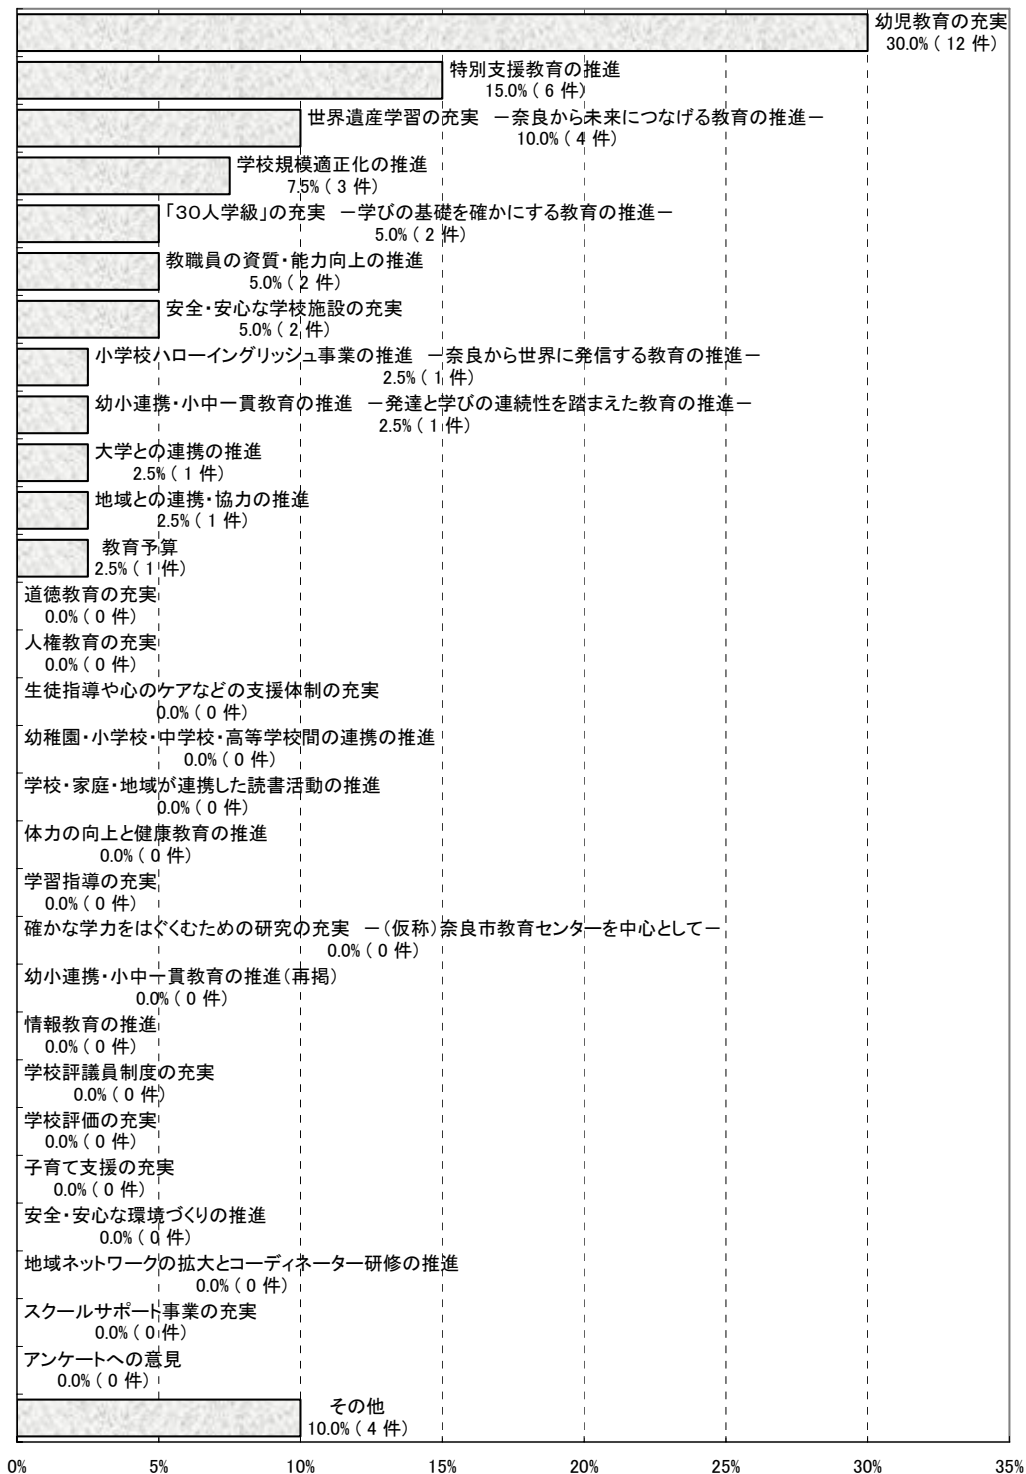 幼児教育の充実
30.0%( 12 件)
特別支援教育の推進
15.0%( 6 件)
世界遺産学習の充実　－奈良から未来につなげる教育の推進－
10.0%( 4 件)
学校規模適正化の推進
7.5%( 3 件)
「30人学級」の充実　－学びの基礎を確かにする教育の推進－
5.0%( 2 件)
教職員の資質・能力向上の推進
5.0%( 2 件)
安全・安心な学校施設の充実
5.0%( 2 件)
小学校ハローイングリッシュ事業の推進　－奈良から世界に発信する教育の推進－
2.5%( 1 件)
幼小連携・小中一貫教育の推進　－発達と学びの連続性を踏まえた教育の推進－
2.5%( 1 件)
大学との連携の推進
2.5%( 1 件)
地域との連携・協力の推進
2.5%( 1 件)
教育予算
2.5%( 1 件)
道徳教育の充実
0.0%( 0 件)
人権教育の充実
0.0%( 0 件)
生徒指導や心のケアなどの支援体制の充実
0.0%( 0 件)
幼稚園・小学校・中学校・高等学校間の連携の推進
0.0%( 0 件)
学校・家庭・地域が連携した読書活動の推進
0.0%( 0 件)
体力の向上と健康教育の推進
0.0%( 0 件)
学習指導の充実
0.0%( 0 件)
確かな学力をはぐくむための研究の充実　－(仮称)奈良市教育センターを中心として－
0.0%( 0 件)
幼小連携・小中一貫教育の推進(再掲)
0.0%( 0 件)
情報教育の推進
0.0%( 0 件)
学校評議員制度の充実
0.0%( 0 件)
学校評価の充実
0.0%( 0 件)
子育て支援の充実
0.0%( 0 件)
安全・安心な環境づくりの推進
0.0%( 0 件)
地域ネットワークの拡大とコーディネーター研修の推進
0.0%( 0 件)
スクールサポート事業の充実
0.0%( 0 件)
アンケートへの意見
0.0%( 0 件)
その他
10.0%( 4 件)
0% 5% 10% 15% 20% 25% 30% 35%